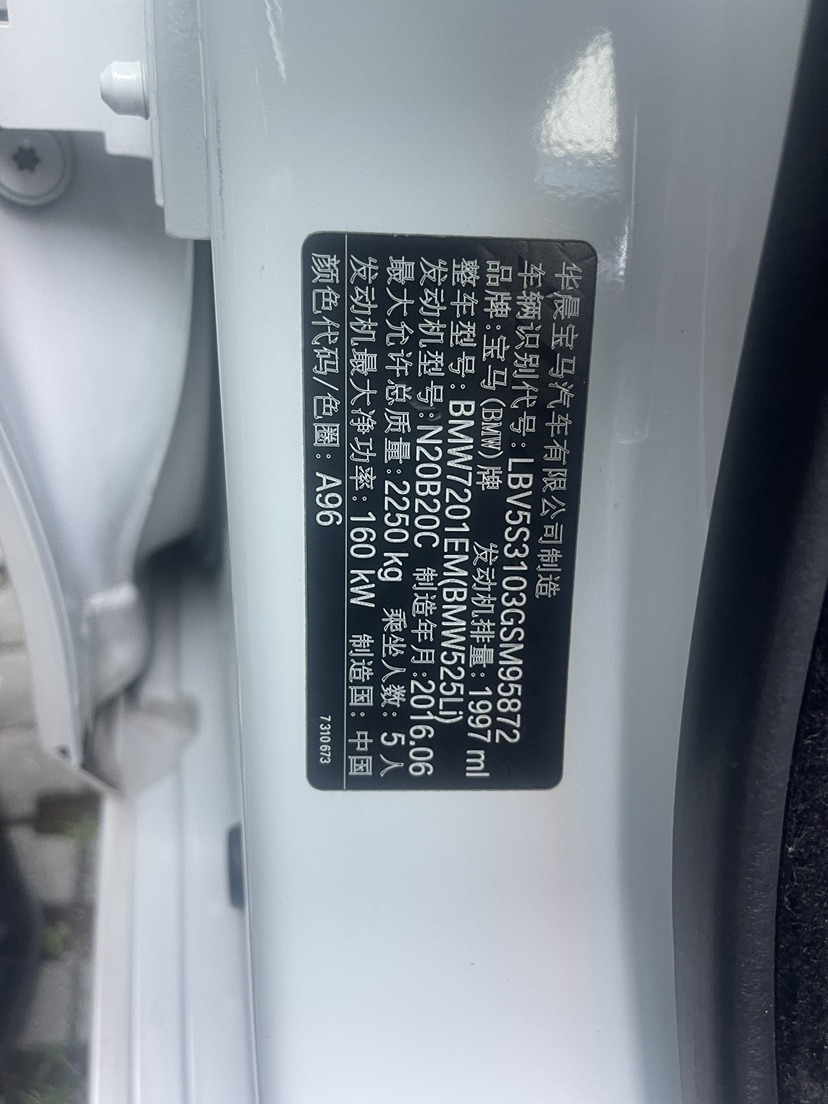 华晨宝马汽车有限公司制造
车辆识别代号：LBV5S3103GSM95872
品牌：宝马(BMW)牌 发动机排量：1997 ml
整车型号：BMW7201EM(BMW525Li)
发动机型号：N20B20C 制造年月：2016.06
最大允许总质量：2250 kg 乘坐人数：5 人
发动机最大净功率：160 kW 制造国：中国
颜色代码/色圈：A96
7 310 673